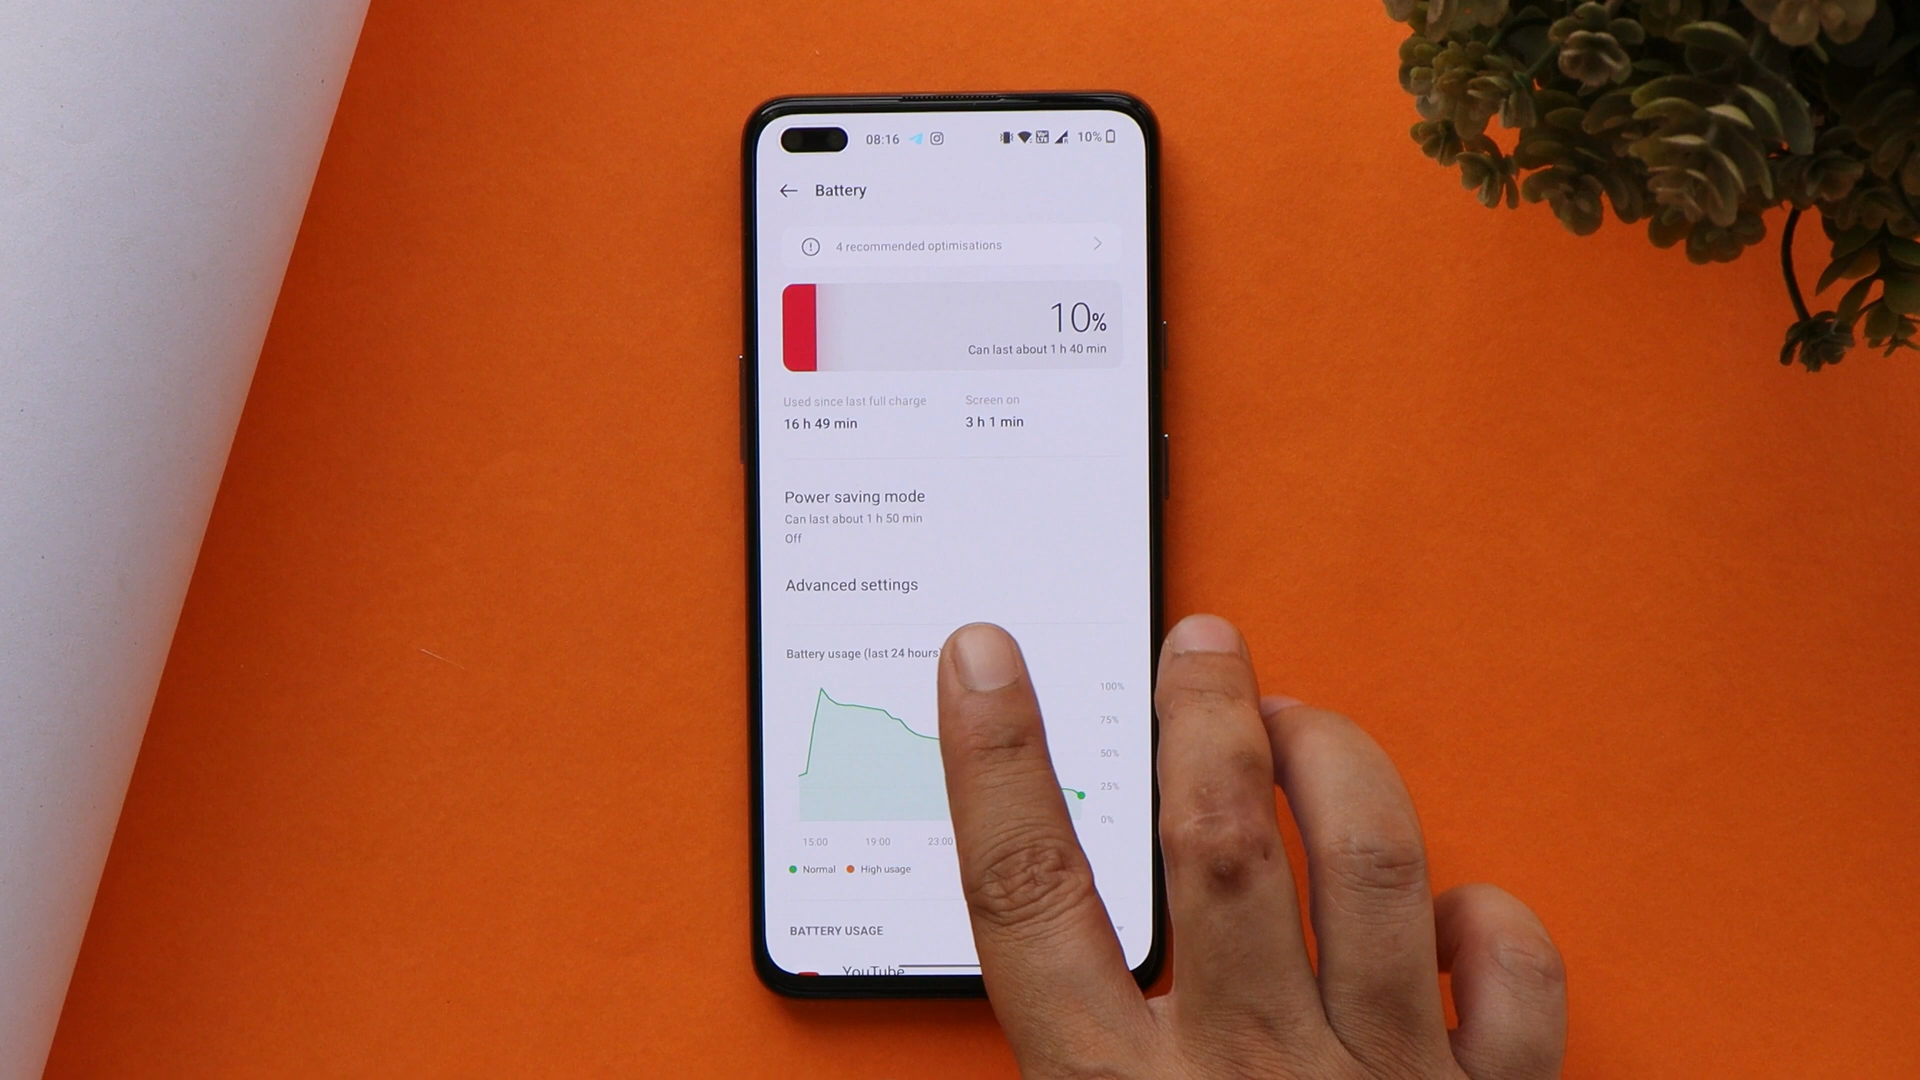 08:16 10%
Battery
4 recommended optimisations
10%
Can last about 1 h 40 min
Used since last full charge Screen on
16 h 49 min 3 h 1 min
Power saving mode
Can last about 1 h 50 min
Off
Advanced settings
Battery usage (last 24 hours)
100%
75%
50%
25%
0%
15:00 19:00 23:00
Normal High usage
BATTERY USAGE
YouTube